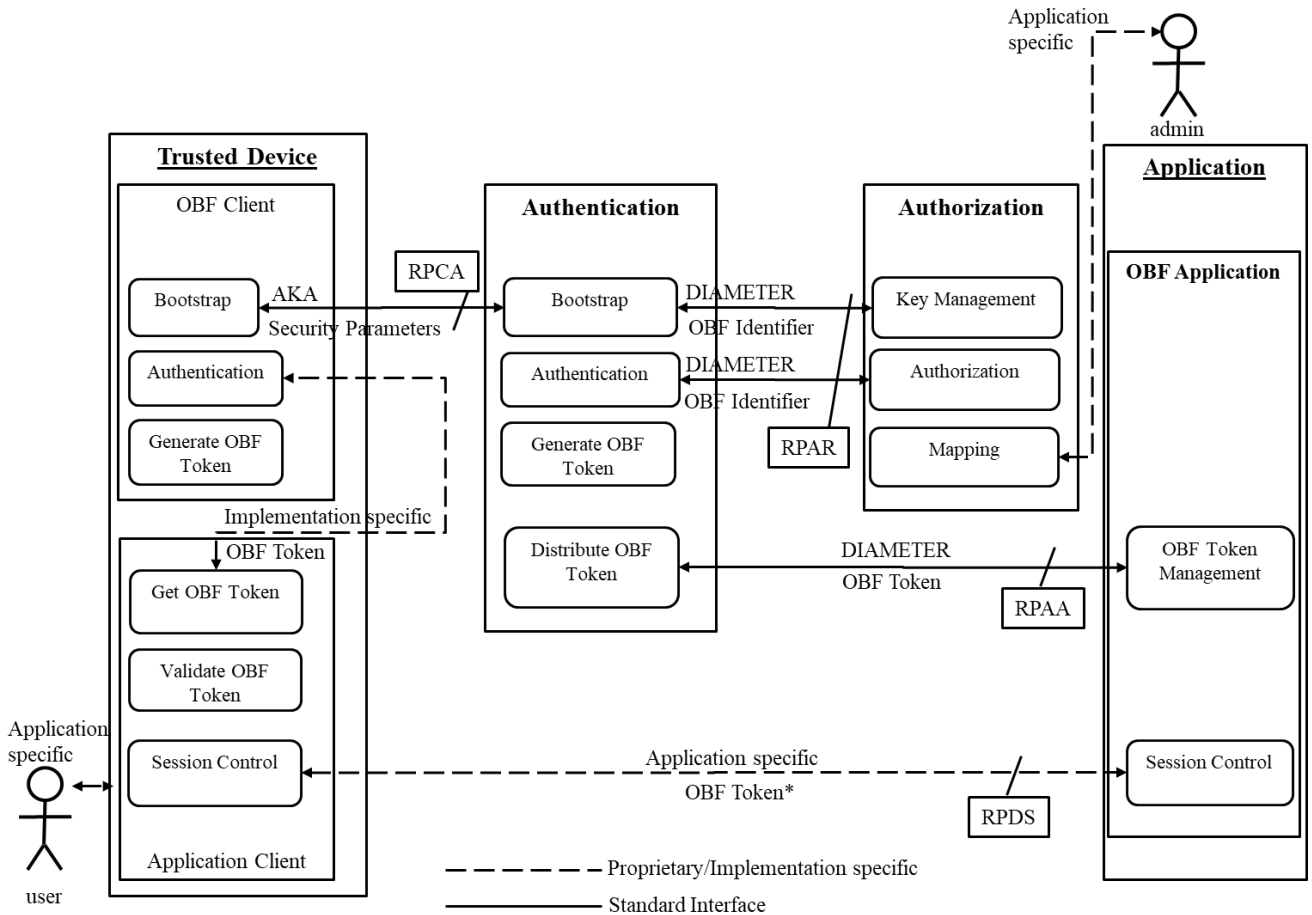 Application
specific
admin
Trusted Device
OBF Client
Bootstrap
Authentication
Generate OBF
Token
Implementation specific
OBF Token
Get OBF Token
Validate OBF
Token
Session Control
Application Client
Application
specific
user
AKA
Security Parameters
RPCA
Authentication
Bootstrap
Authentication
Generate OBF
Token
Distribute OBF
Token
DIAMETER
OBF Identifier
DIAMETER
OBF Identifier
RPAR
Authorization
Key Management
Authorization
Mapping
DIAMETER
OBF Token
RPAA
Application
OBF Application
OBF Token
Management
Session Control
Application specific
OBF Token*
RPDS
Proprietary/Implementation specific
Standard Interface